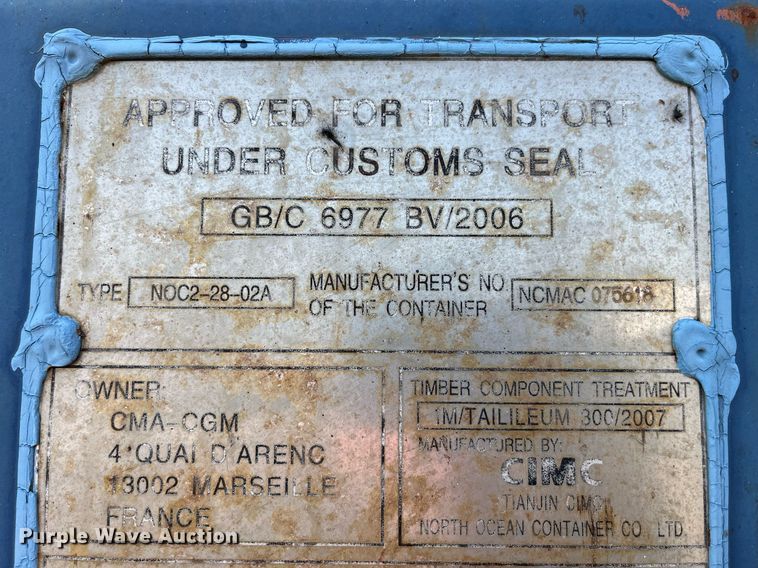 APPROVED FOR TRANSPORT
UNDER CUSTOMS SEAL
GB/C 6977 BV/2006
TYPE NOC2-28-02A
MANUFACTURER'S NO.
OF THE CONTAINER
NCMAC 075618
OWNER:
CMA-CGM
4 QUAI D'ARENC
13002 MARSEILLE
FRANCE
TIMBER COMPONENT TREATMENT
1M/TAILILEUM 300/2007
MANUFACTURED BY:
CIMC
TIANJIN CIMC
NORTH OCEAN CONTAINER CO., LTD.
Purple Wave Auction